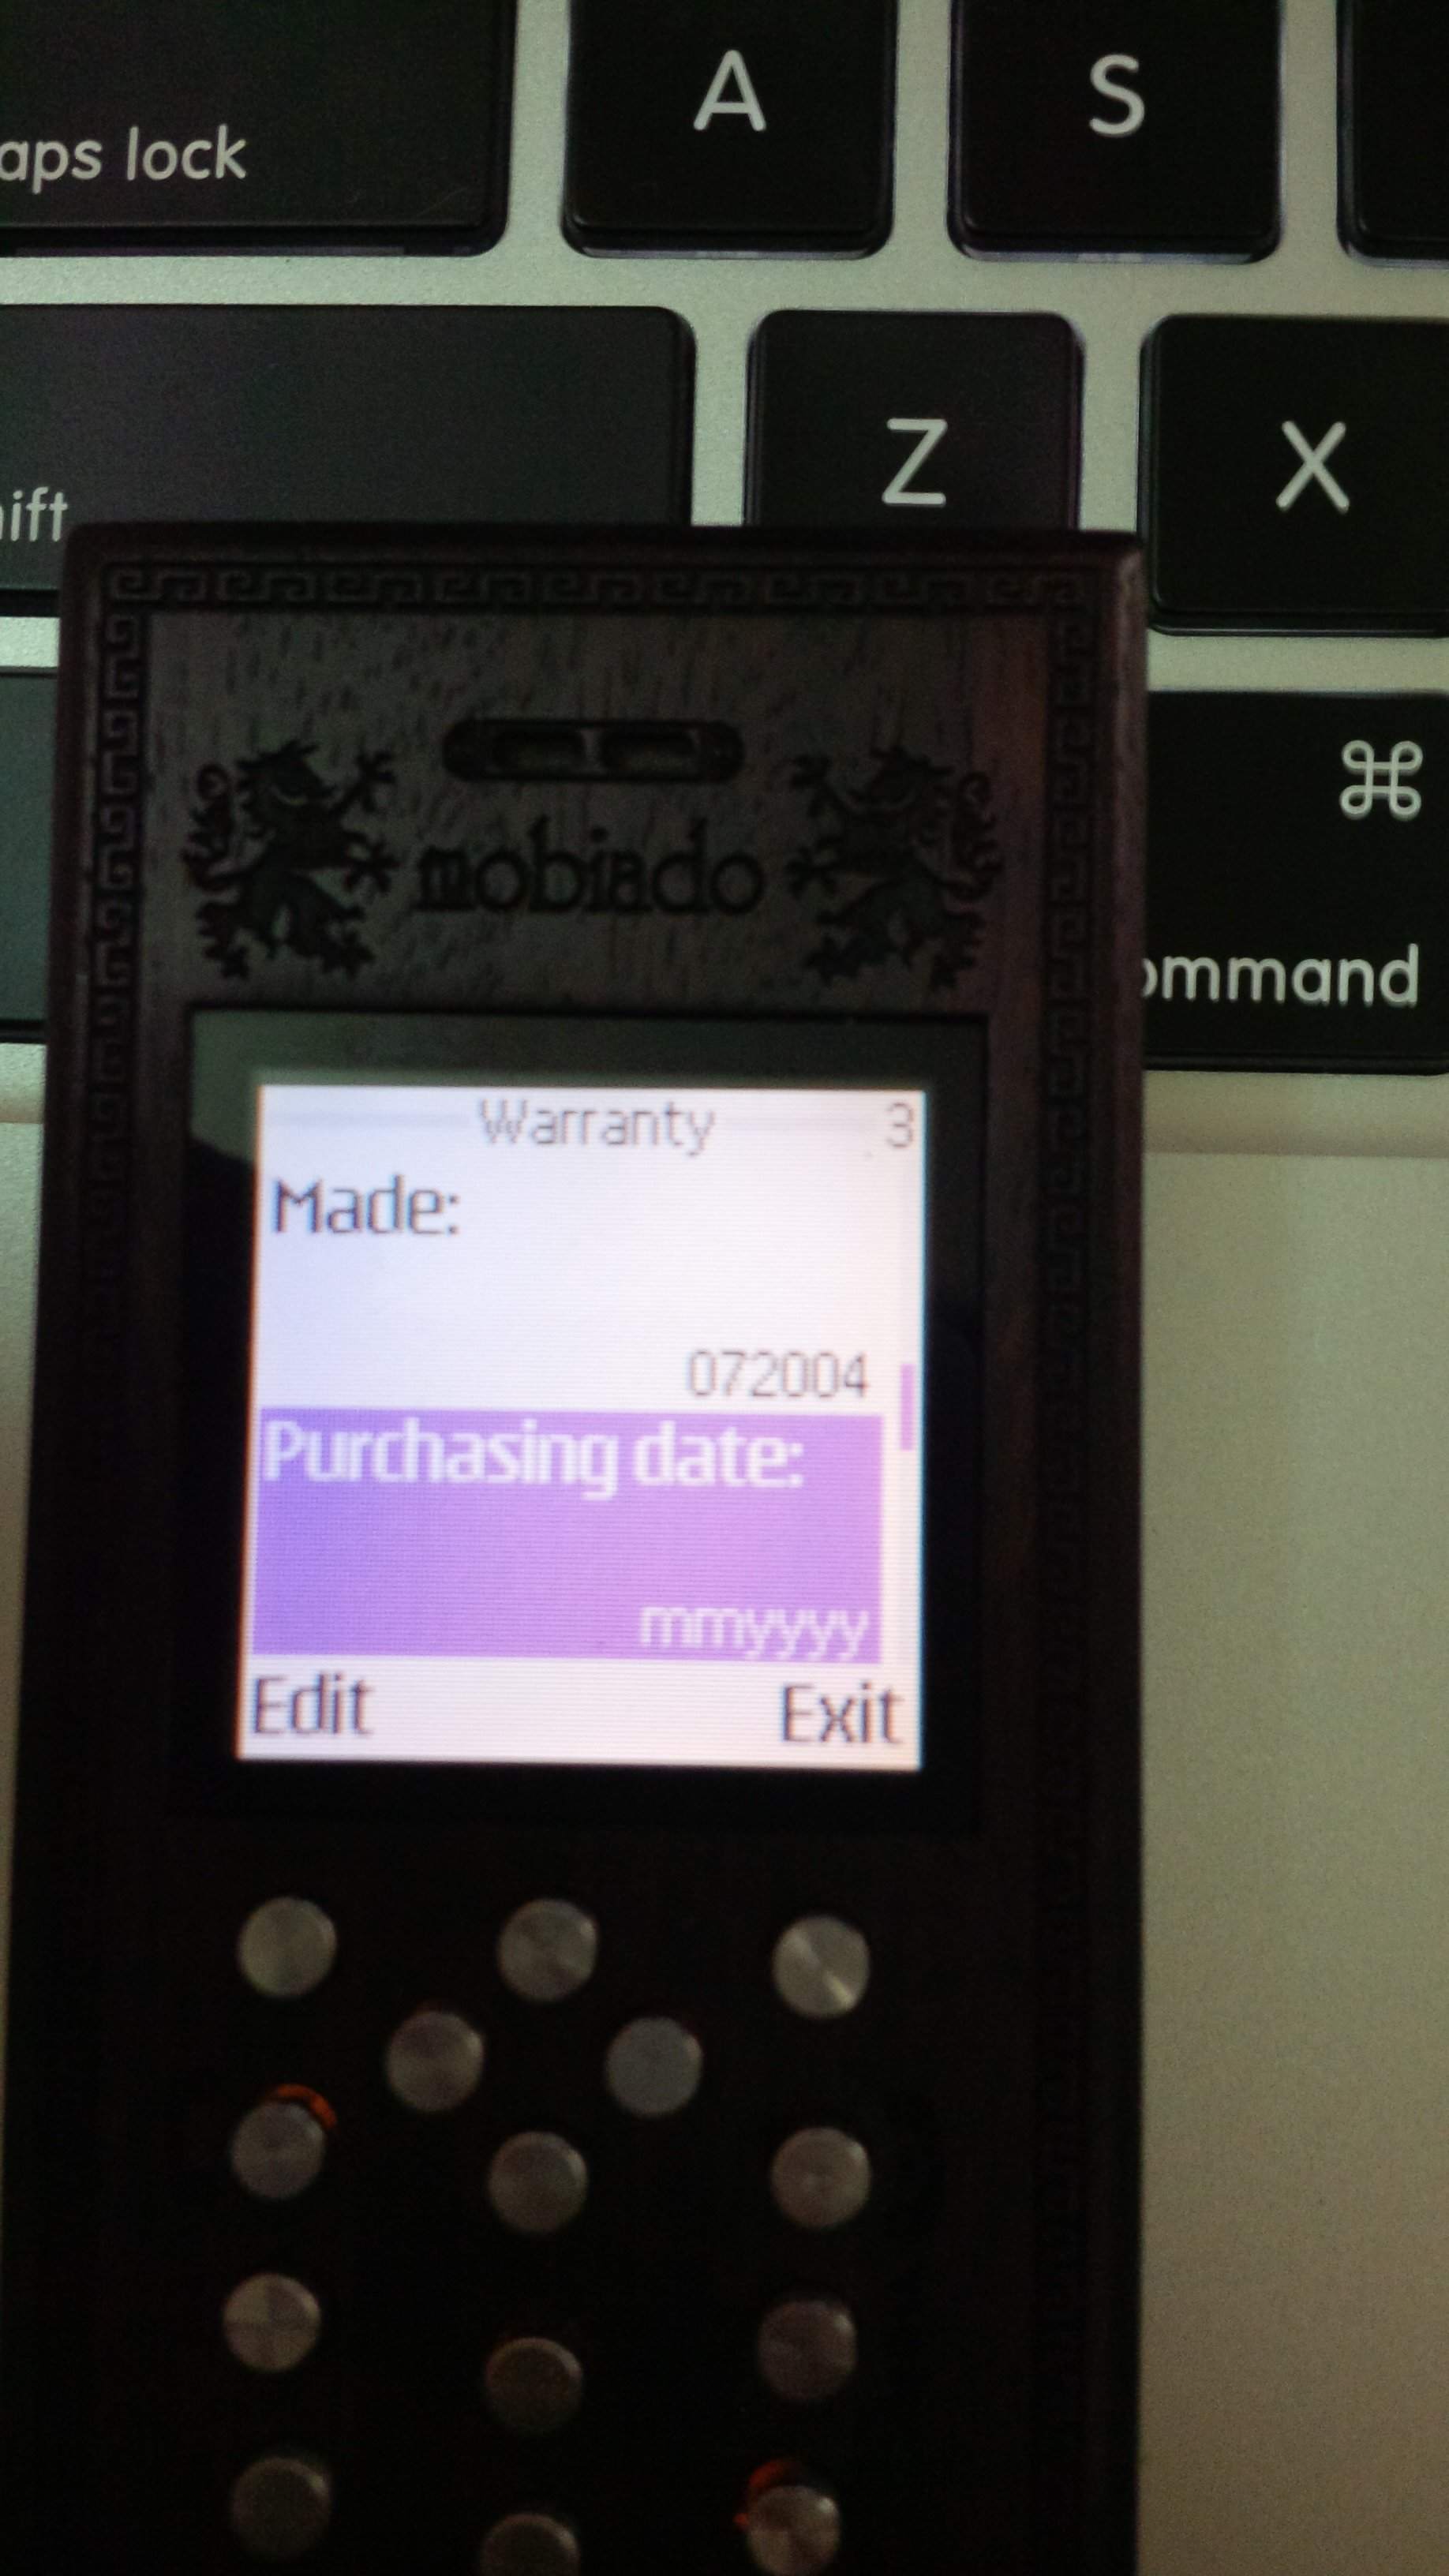 A
S
aps lock
Z
X
ift
⌘
ommand
mobiado
Warranty 3
Made:
072004
Purchasing date:
mmyyyy
Edit Exit